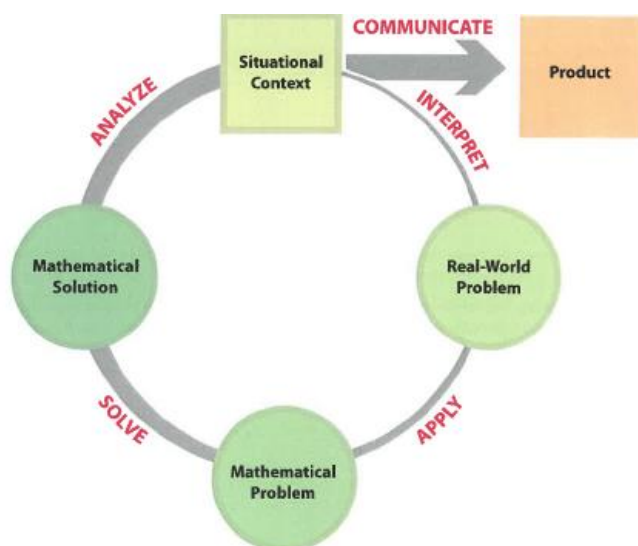 COMMUNICATE
Situational
Context
Product
ANALYZE
INTERPRET
Mathematical
Solution
Real-World
Problem
SOLVE
APPLY
Mathematical
Problem